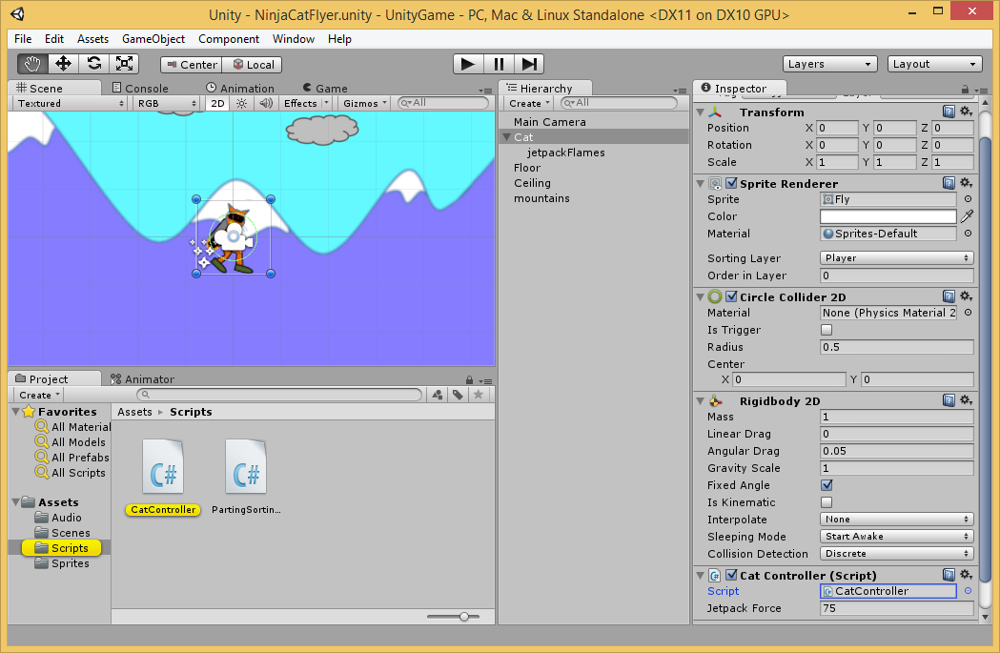 Unity - NinjaCatFlyer.unity - UnityGame - PC, Mac & Linux Standalone <DX11 on DX10 GPU>
File Edit Assets GameObject Component Window Help
Center Local Layers Layout
Scene Console Animation Game
Textured RGB 2D Effects Gizmos All
Hierarchy
Create All
Main Camera
Cat
jetpackFlames
Floor
Ceiling
mountains
Project Animator
Create
Favorites
All Material
All Models
All Prefabs
All Scripts
Assets
Audio
Scenes
Scripts
Sprites
Assets Scripts
C# C#
CatController PartingSortin...
Inspector
Transform
Position X 0 Y 0 Z 0
Rotation X 0 Y 0 Z 0
Scale X 1 Y 1 Z 1
Sprite Renderer
Sprite Fly
Color
Material Sprites-Default
Sorting Layer Player
Order in Layer 0
Circle Collider 2D
Material None (Physics Material 2
Is Trigger
Radius 0.5
Center
X 0 Y 0
Rigidbody 2D
Mass 1
Linear Drag 0
Angular Drag 0.05
Gravity Scale 1
Fixed Angle
Is Kinematic
Interpolate None
Sleeping Mode Start Awake
Collision Detection Discrete
Cat Controller (Script)
Script CatController
Jetpack Force 75